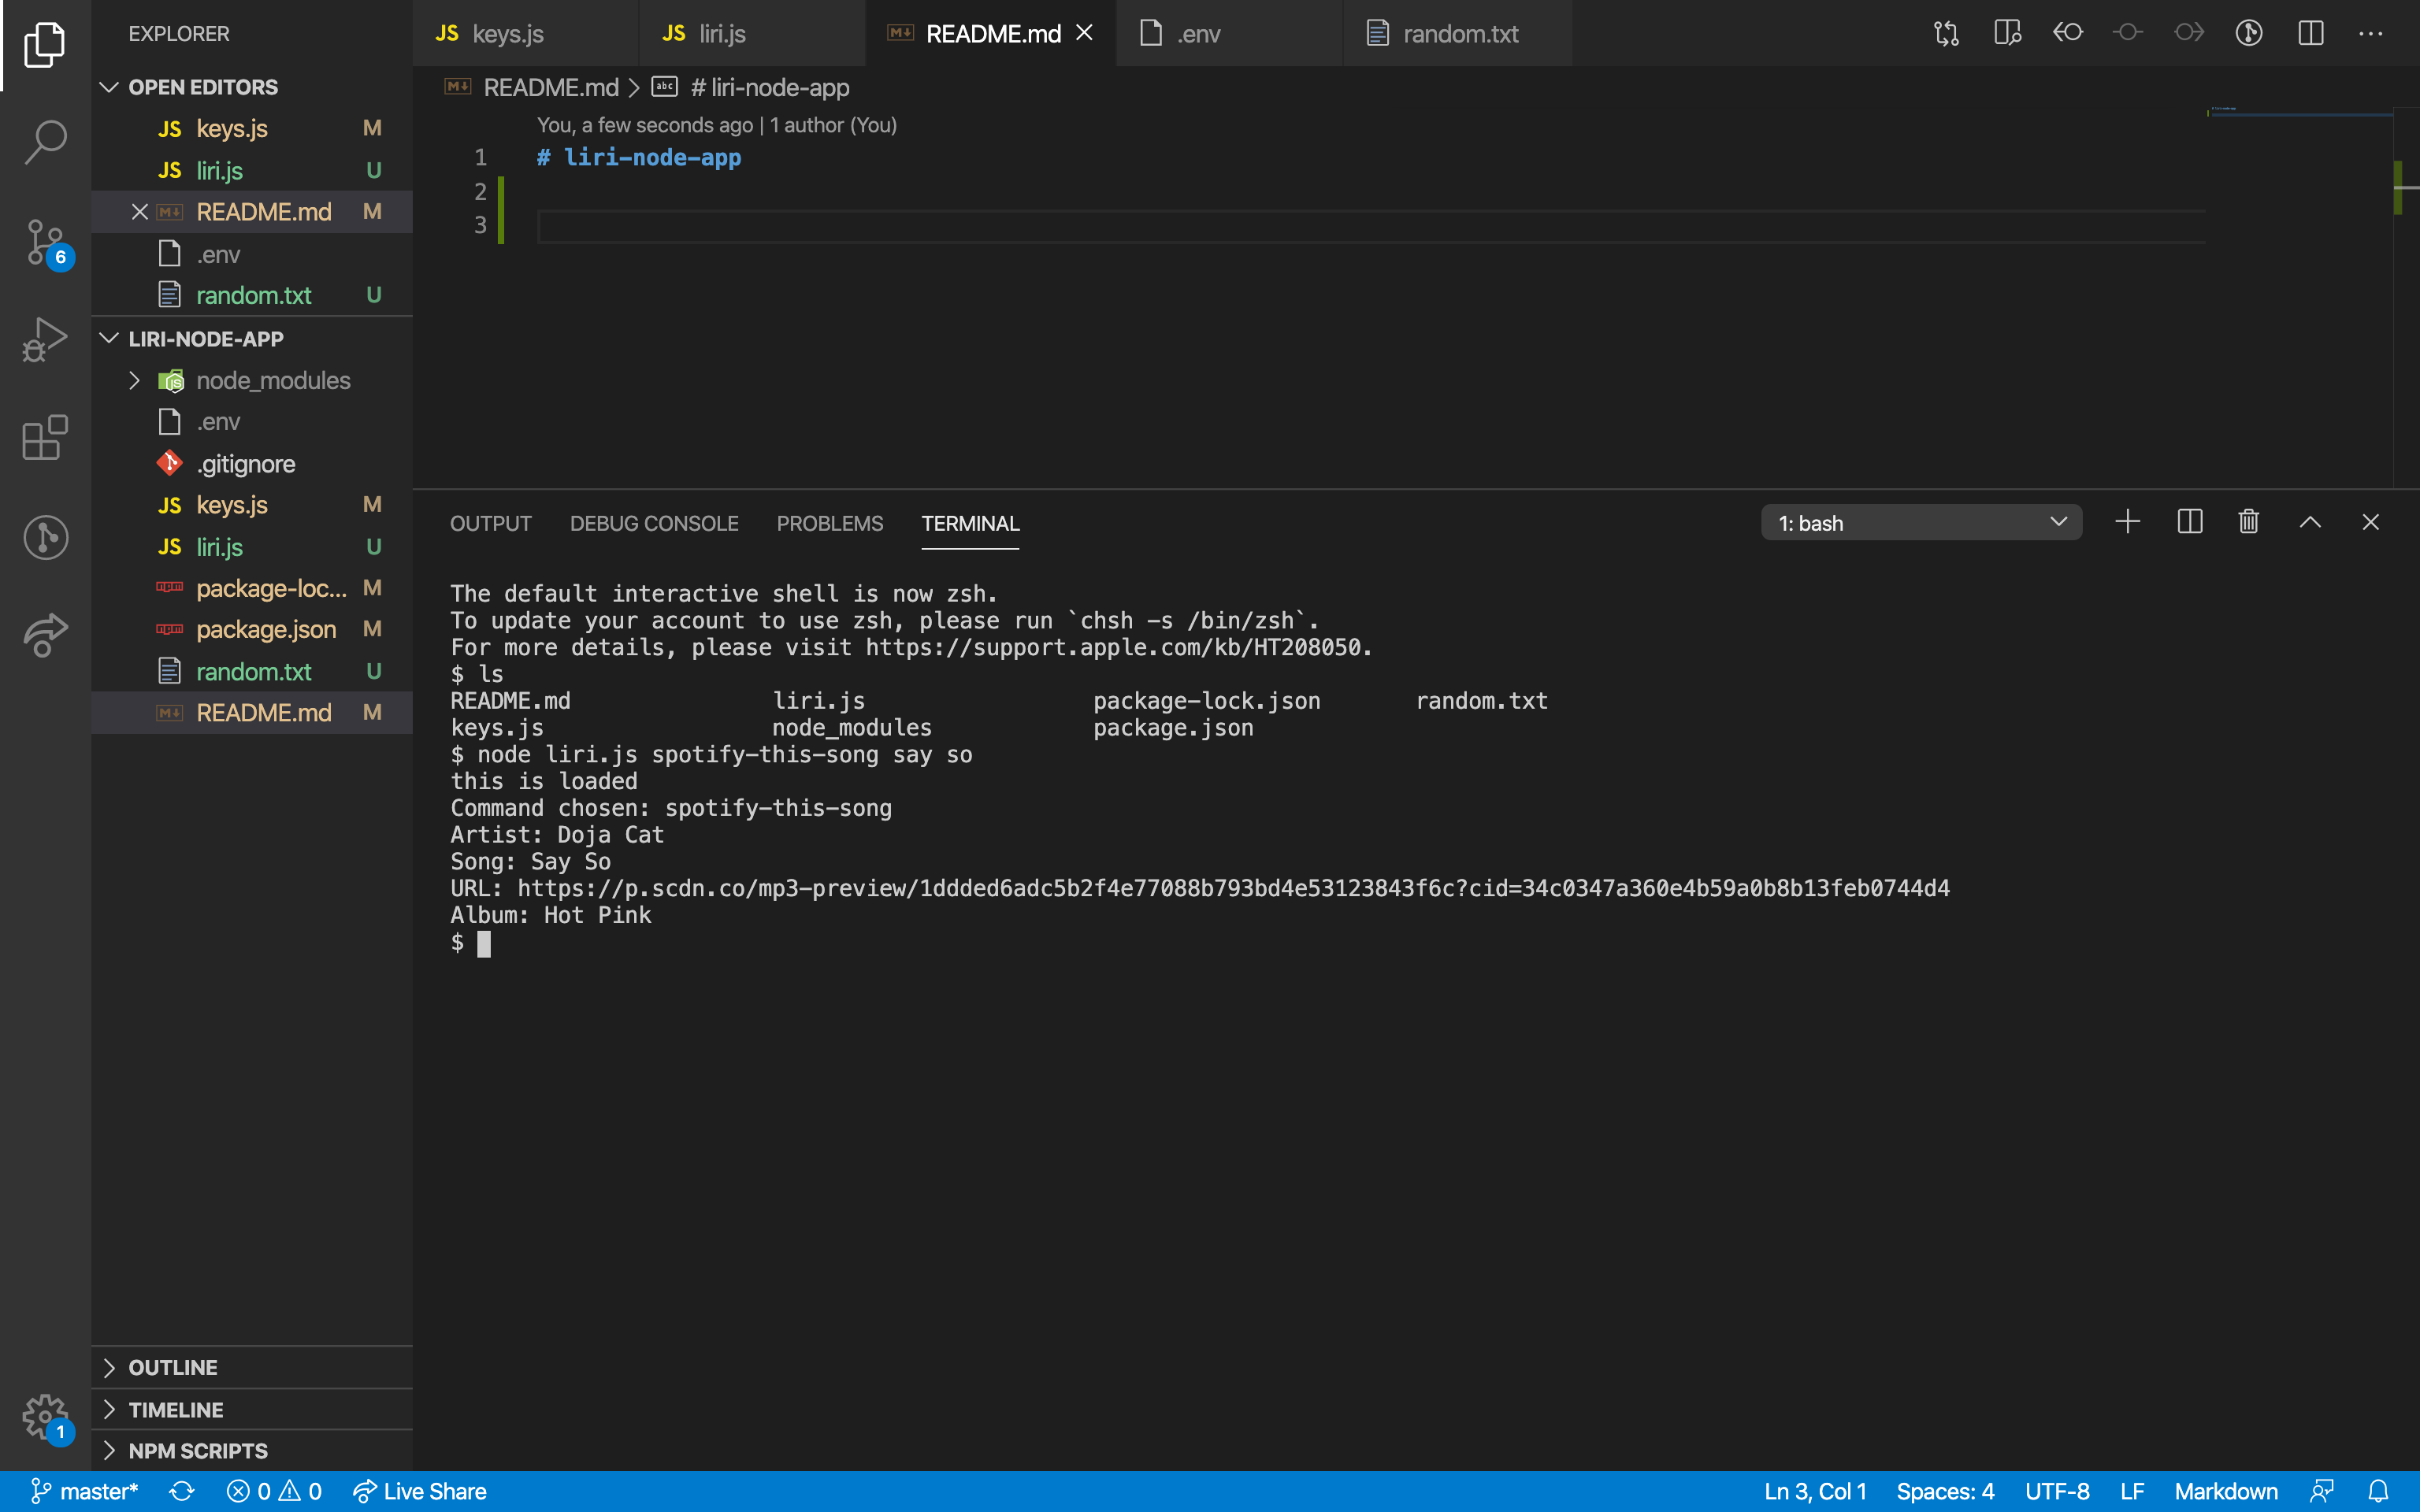 EXPLORER
OPEN EDITORS
JS keys.js M
JS liri.js U
README.md M
.env
random.txt U
LIRI-NODE-APP
node_modules
.env
.gitignore
JS keys.js M
JS liri.js U
package-loc... M
package.json M
random.txt U
README.md M
OUTLINE
TIMELINE
NPM SCRIPTS
6
1
JS keys.js
JS liri.js
README.md
.env
random.txt
README.md > abc # liri-node-app
You, a few seconds ago | 1 author (You)
1 # liri-node-app
2
3
OUTPUT DEBUG CONSOLE PROBLEMS TERMINAL
1: bash
The default interactive shell is now zsh.
To update your account to use zsh, please run `chsh -s /bin/zsh`.
For more details, please visit https://support.apple.com/kb/HT208050.
$ ls
README.md liri.js package-lock.json random.txt
keys.js node_modules package.json
$ node liri.js spotify-this-song say so
this is loaded
Command chosen: spotify-this-song
Artist: Doja Cat
Song: Say So
URL: https://p.scdn.co/mp3-preview/1ddded6adc5b2f4e77088b793bd4e53123843f6c?cid=34c0347a360e4b59a0b8b13feb0744d4
Album: Hot Pink
$
master* 0 0 Live Share
Ln 3, Col 1 Spaces: 4 UTF-8 LF Markdown